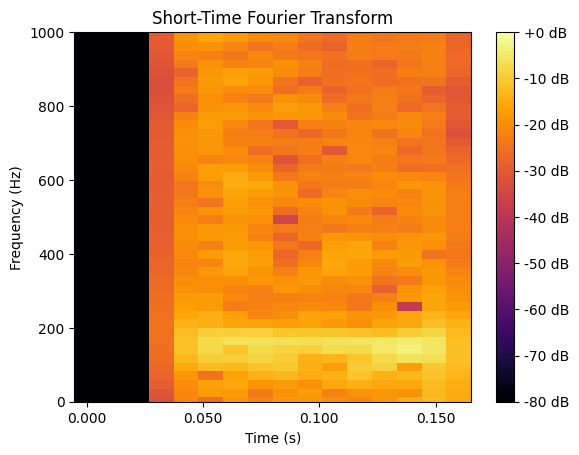 Short-Time Fourier Transform
1000
800
600
400
200
0
Frequency (Hz)
0.000
0.050
0.100
0.150
Time (s)
+0 dB
-10 dB
-20 dB
-30 dB
-40 dB
-50 dB
-60 dB
-70 dB
-80 dB